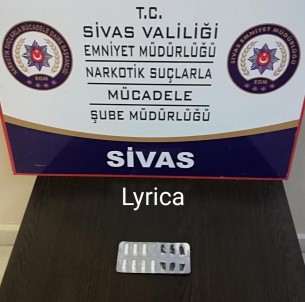 T.C.
SİVAS VALİLİĞİ
EMNİYET MÜDÜRLÜĞÜ
NARKOTİK SUÇLARLA
MÜCADELE
ŞUBE MÜDÜRLÜĞÜ
SİVAS
Lyrica